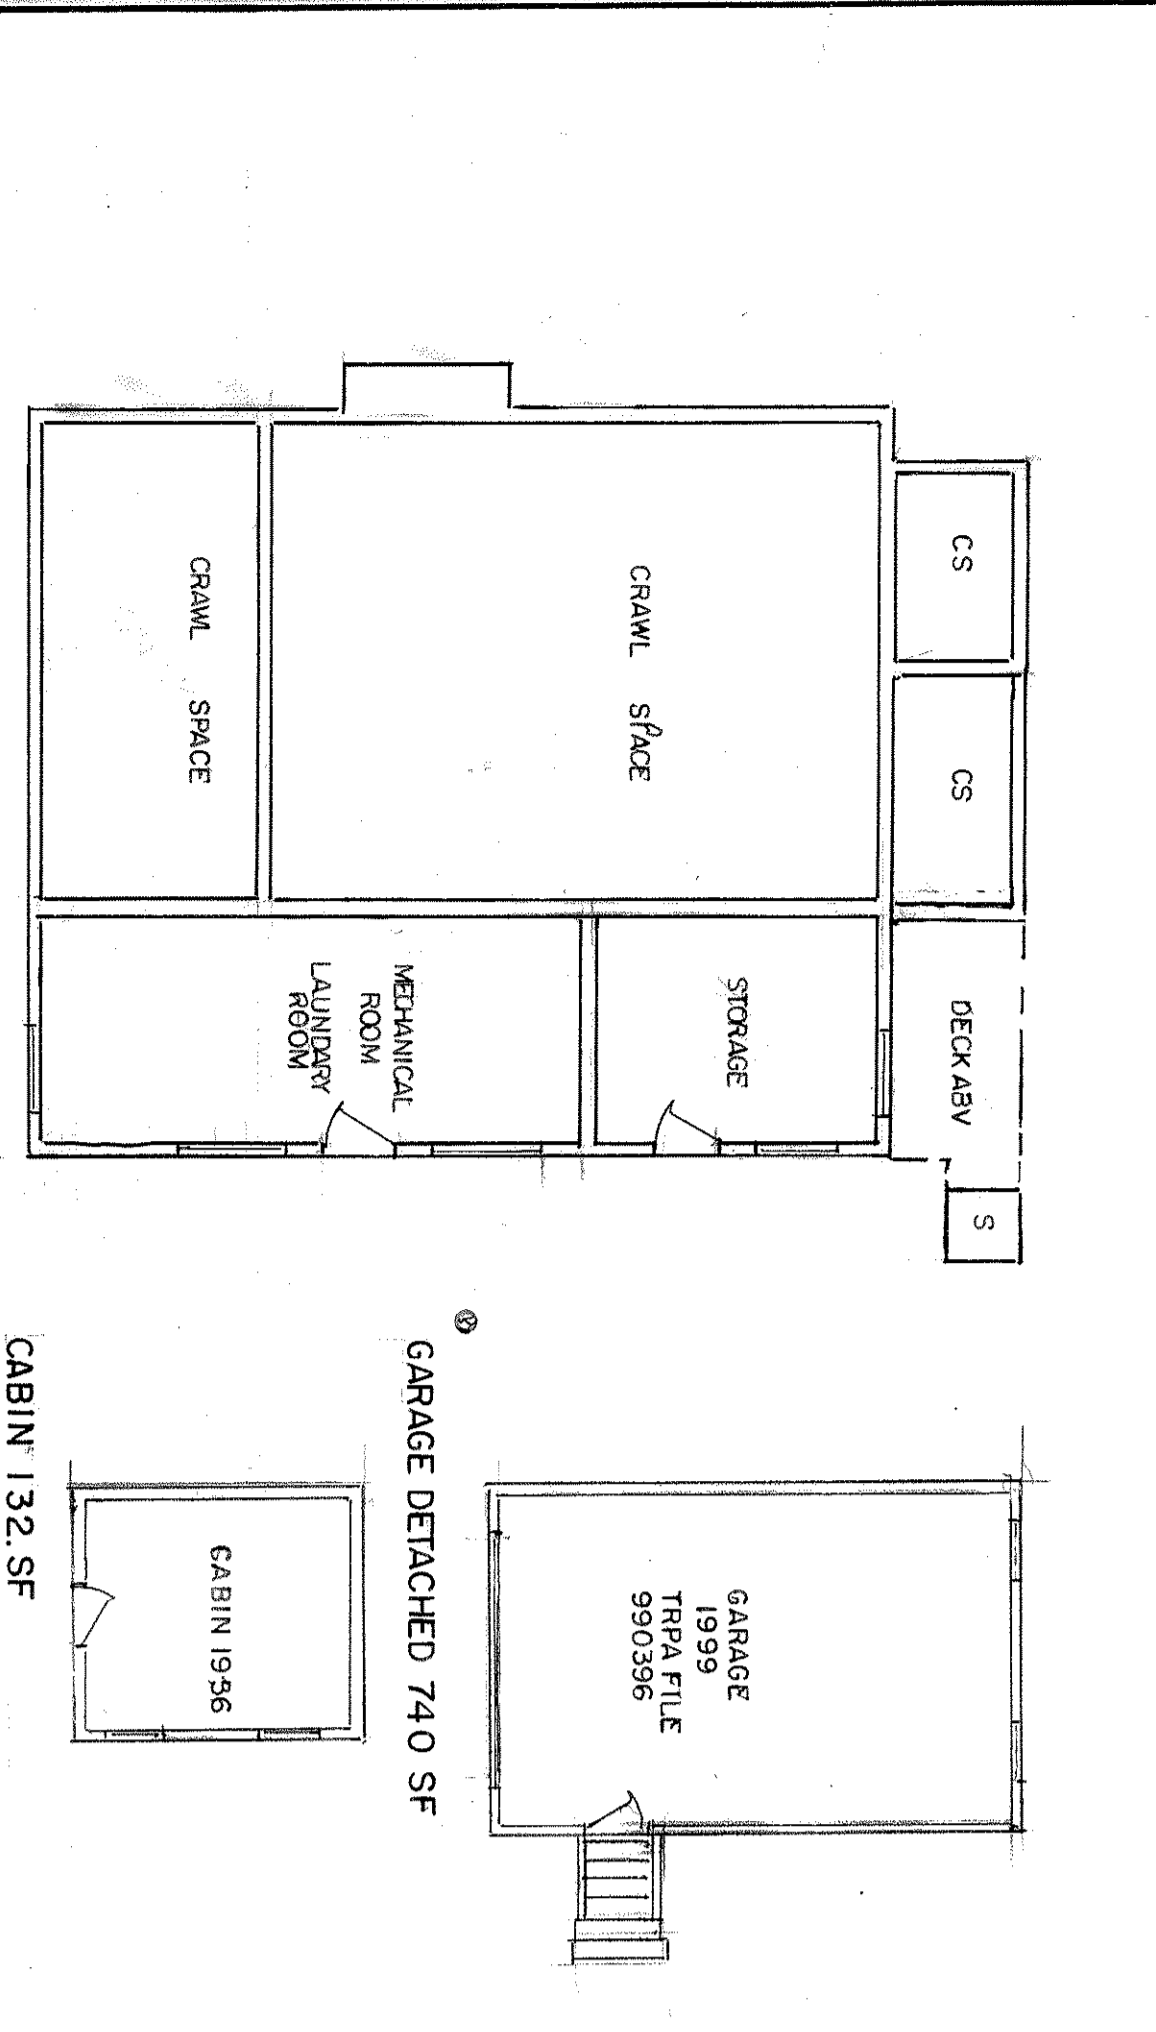 CS
CS
DECK ABV
S
CRAWL SPACE
STORAGE
MECHANICAL
ROOM
LAUNDARY
ROOM
CRAWL SPACE
GARAGE
1999
TRPA FILE
990396
GARAGE DETACHED 740 SF
CABIN 1936
CABIN 132.SF